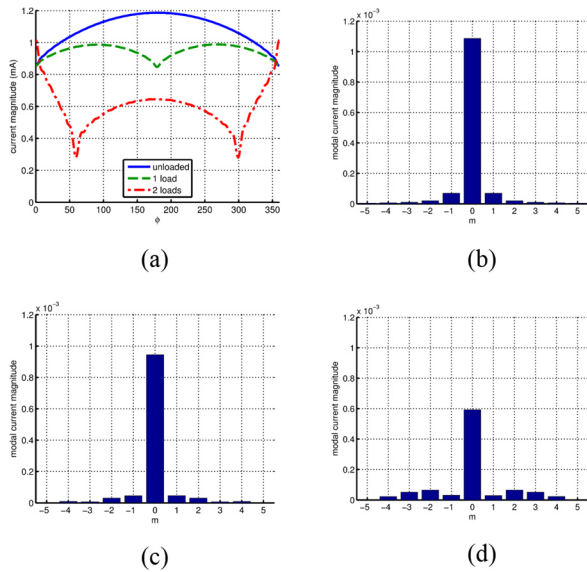 current magnitude (mA)
1.2
1
0.8
0.6
0.4
0.2
0
unloaded
1 load
2 loads
0 50 100 150 200 250 300 350
ϕ
(a)
x 10⁻³
modal current magnitude
1.2
1
0.8
0.6
0.4
0.2
0
−5 −4 −3 −2 −1 0 1 2 3 4 5
m
(b)
x 10⁻³
modal current magnitude
1.2
1
0.8
0.6
0.4
0.2
0
−5 −4 −3 −2 −1 0 1 2 3 4 5
m
(c)
x 10⁻³
modal current magnitude
1.2
1
0.8
0.6
0.4
0.2
0
−5 −4 −3 −2 −1 0 1 2 3 4 5
m
(d)